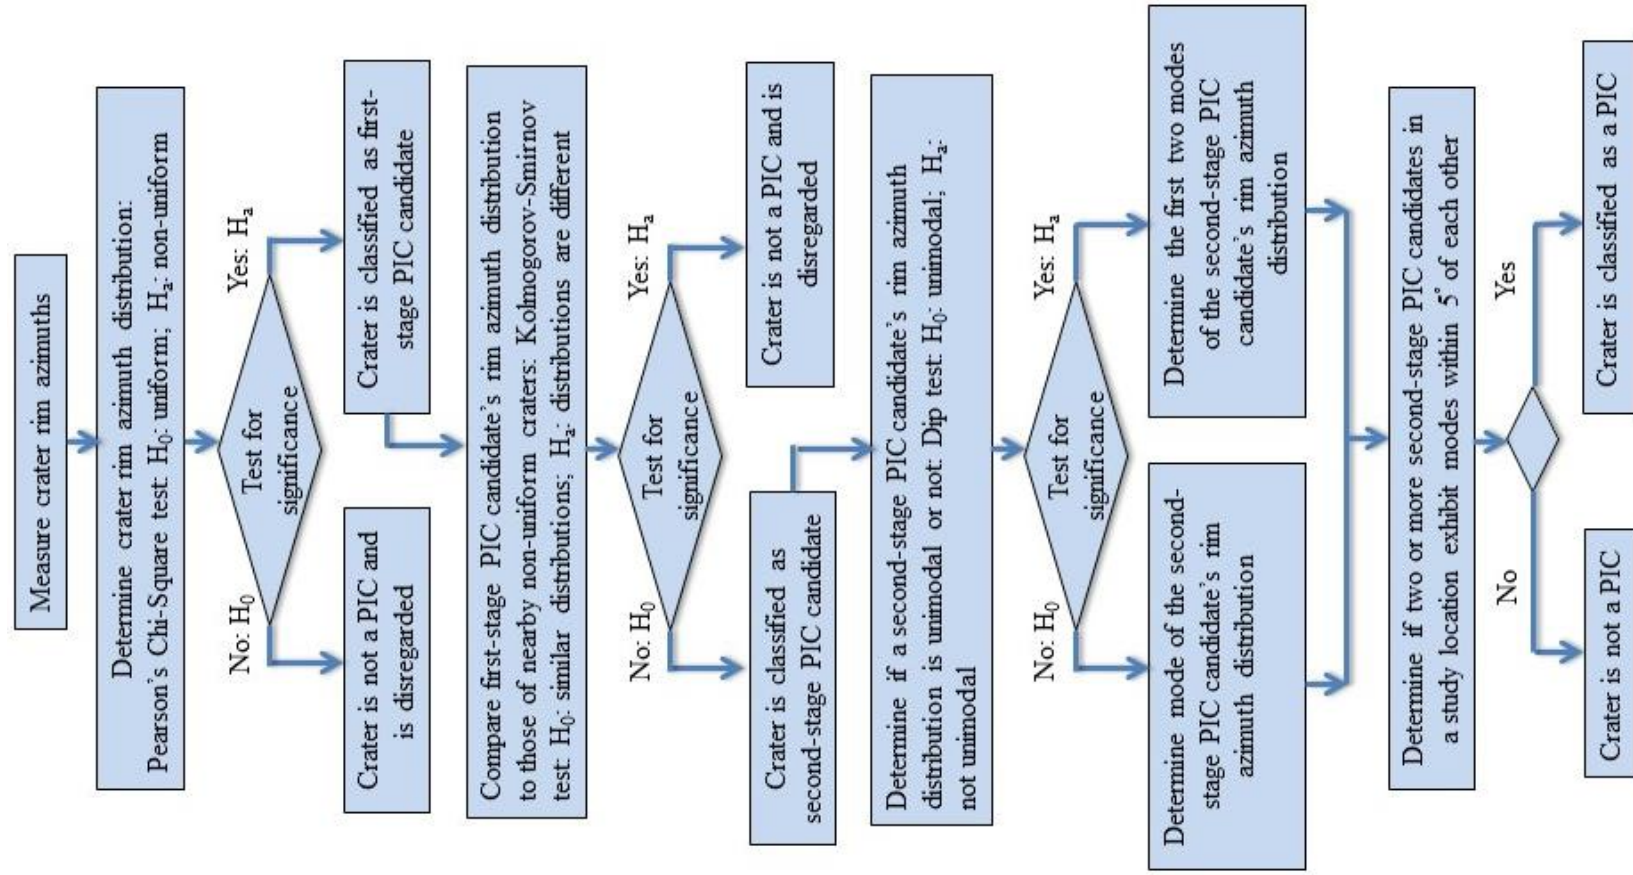 Measure crater rim azimuths
Determine crater rim azimuth distribution:
Pearson's Chi-Square test: H₀: uniform; Hₐ: non-uniform
Test for
significance
No: H₀
Yes: Hₐ
Crater is not a PIC and
is disregarded
Crater is classified as first-
stage PIC candidate
Compare first-stage PIC candidate's rim azimuth distribution
to those of nearby non-uniform craters: Kolmogorov-Smirnov
test: H₀: similar distributions; Hₐ: distributions are different
Test for
significance
No: H₀
Yes: Hₐ
Crater is classified as
second-stage PIC candidate
Crater is not a PIC and is
disregarded
Determine if a second-stage PIC candidate's rim azimuth
distribution is unimodal or not: Dip test: H₀: unimodal; Hₐ:
not unimodal
Test for
significance
No: H₀
Yes: Hₐ
Determine mode of the second-
stage PIC candidate's rim
azimuth distribution
Determine the first two modes
of the second-stage PIC
candidate's rim azimuth
distribution
Determine if two or more second-stage PIC candidates in
a study location exhibit modes within 5° of each other
No
Yes
Crater is not a PIC
Crater is classified as a PIC